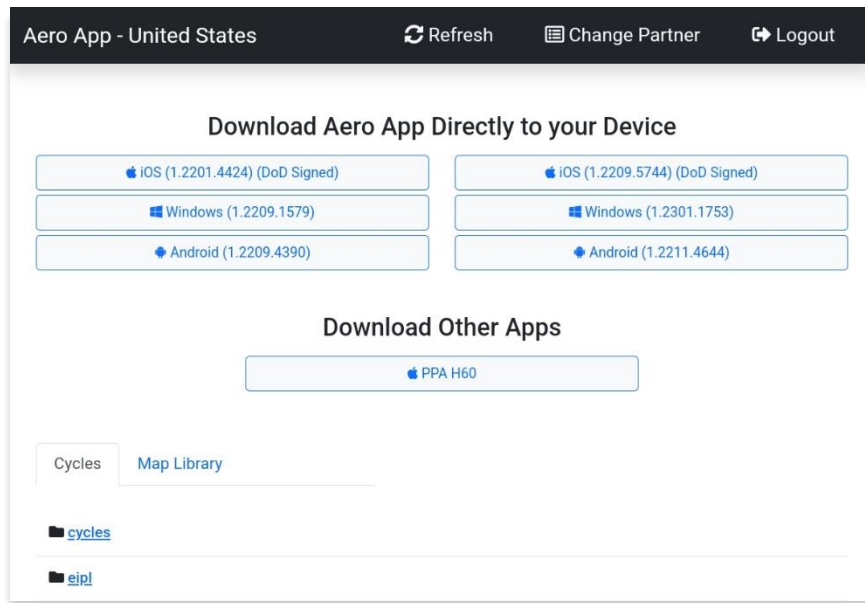 Aero App - United States Refresh Change Partner Logout
Download Aero App Directly to your Device
iOS (1.2201.4424) (DoD Signed) iOS (1.2209.5744) (DoD Signed)
Windows (1.2209.1579) Windows (1.2301.1753)
Android (1.2209.4390) Android (1.2211.4644)
Download Other Apps
PPA H60
Cycles Map Library
cycles
eipl